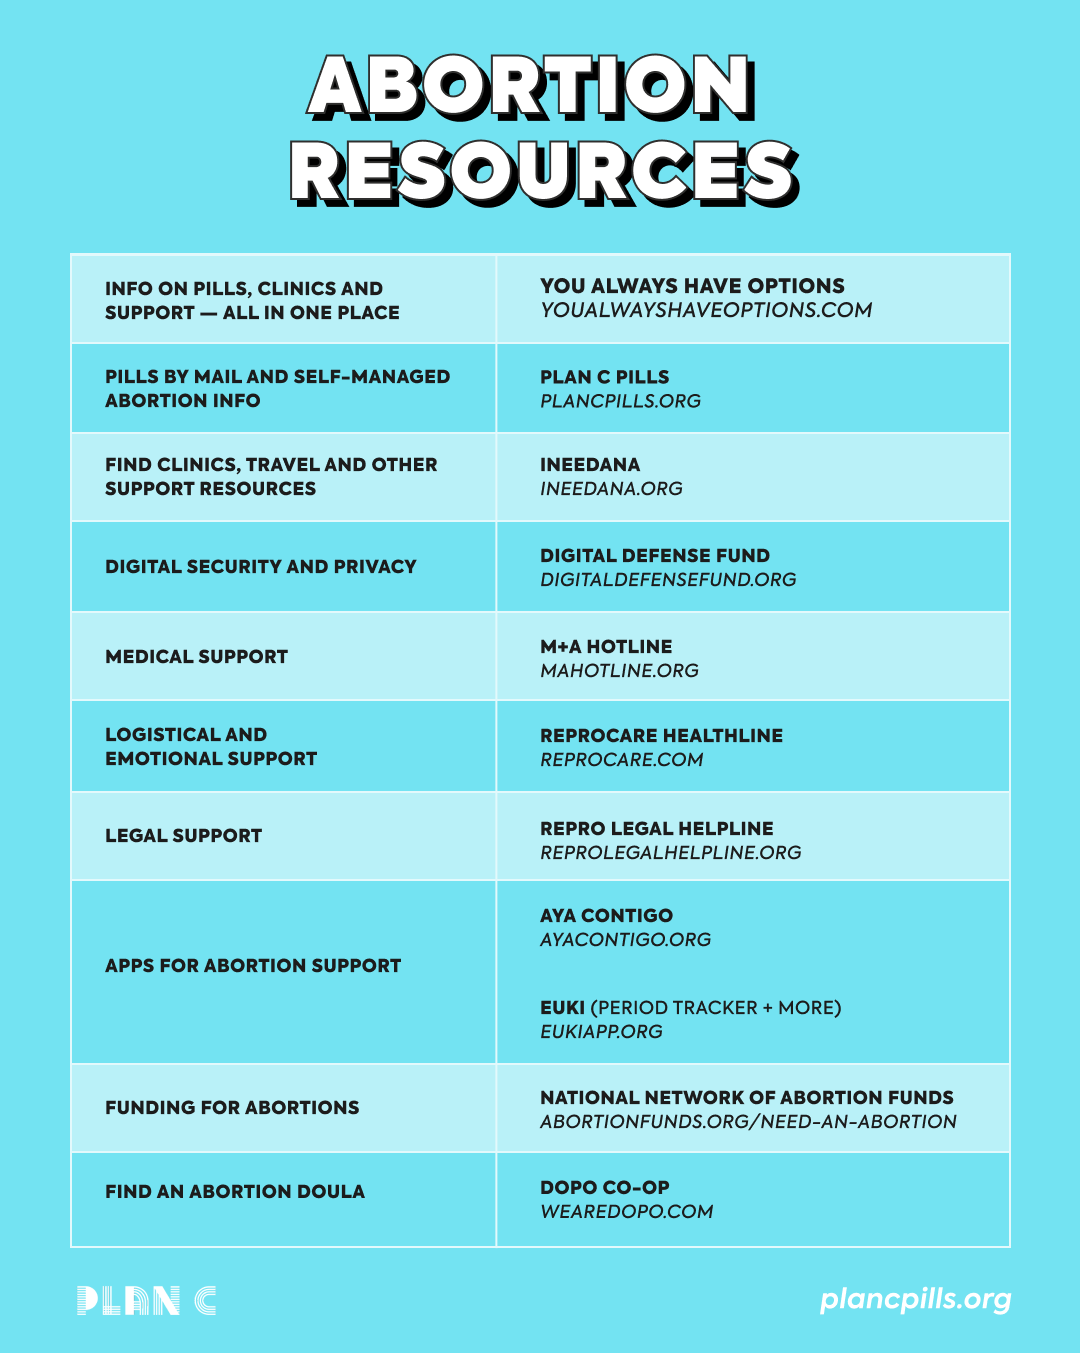 ABORTION
RESOURCES
INFO ON PILLS, CLINICS AND
SUPPORT — ALL IN ONE PLACE
YOU ALWAYS HAVE OPTIONS
YOUALWAYSHAVEOPTIONS.COM
PILLS BY MAIL AND SELF-MANAGED
ABORTION INFO
PLAN C PILLS
PLANCPILLS.ORG
FIND CLINICS, TRAVEL AND OTHER
SUPPORT RESOURCES
INEEDANA
INEEDANA.ORG
DIGITAL SECURITY AND PRIVACY
DIGITAL DEFENSE FUND
DIGITALDEFENSEFUND.ORG
MEDICAL SUPPORT
M+A HOTLINE
MAHOTLINE.ORG
LOGISTICAL AND
EMOTIONAL SUPPORT
REPROCARE HEALTHLINE
REPROCARE.COM
LEGAL SUPPORT
REPRO LEGAL HELPLINE
REPROLEGALHELPLINE.ORG
APPS FOR ABORTION SUPPORT
AYA CONTIGO
AYACONTIGO.ORG
EUKI (PERIOD TRACKER + MORE)
EUKIAPP.ORG
FUNDING FOR ABORTIONS
NATIONAL NETWORK OF ABORTION FUNDS
ABORTIONFUNDS.ORG/NEED-AN-ABORTION
FIND AN ABORTION DOULA
DOPO CO-OP
WEAREDOPO.COM
PLAN C
plancpills.org